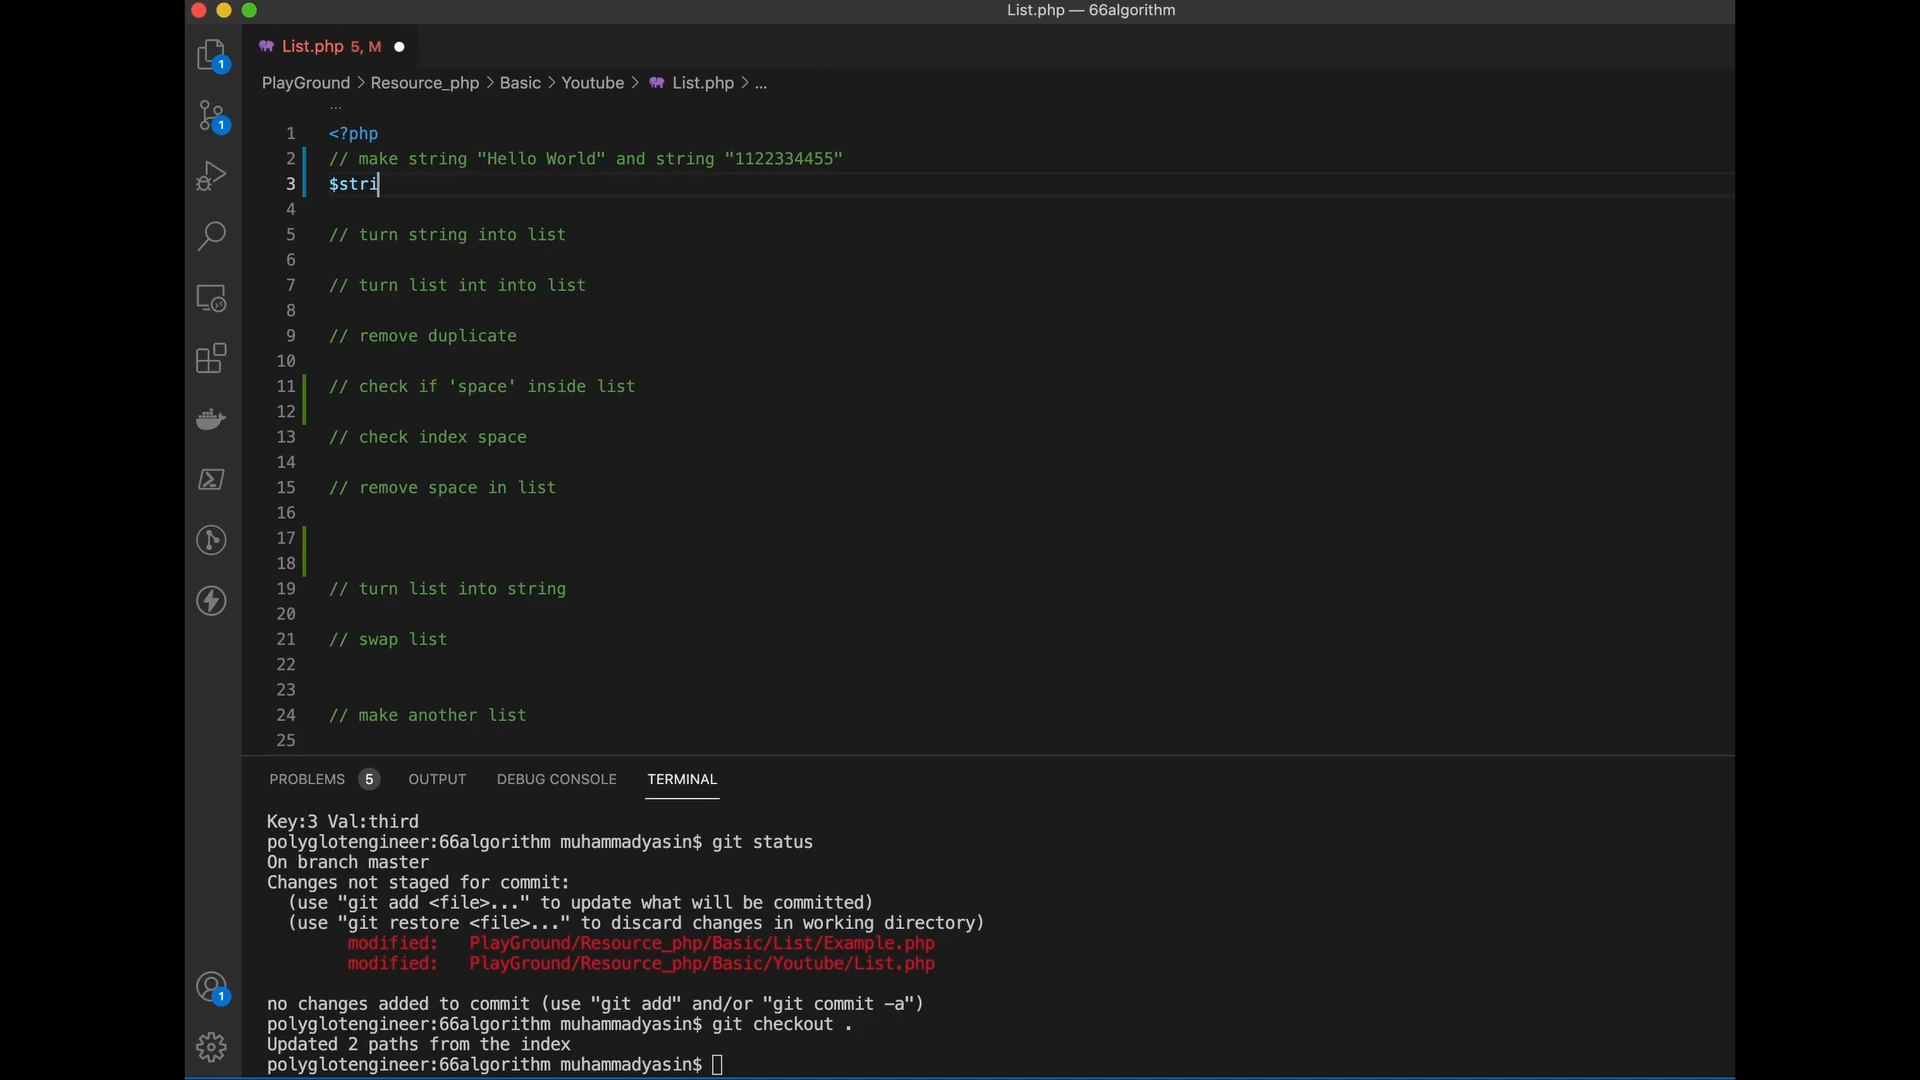 List.php — 66algorithm
List.php 5, M
PlayGround > Resource_php > Basic > Youtube > List.php > ...
...
1 <?php
2 // make string "Hello World" and string "1122334455"
3 $stri
4
5 // turn string into list
6
7 // turn list int into list
8
9 // remove duplicate
10
11 // check if 'space' inside list
12
13 // check index space
14
15 // remove space in list
16
17
18
19 // turn list into string
20
21 // swap list
22
23
24 // make another list
25
1
1
1
PROBLEMS 5 OUTPUT DEBUG CONSOLE TERMINAL
Key:3 Val:third
polyglotengineer:66algorithm muhammadyasin$ git status
On branch master
Changes not staged for commit:
(use "git add <file>..." to update what will be committed)
(use "git restore <file>..." to discard changes in working directory)
modified: PlayGround/Resource_php/Basic/List/Example.php
modified: PlayGround/Resource_php/Basic/Youtube/List.php
no changes added to commit (use "git add" and/or "git commit -a")
polyglotengineer:66algorithm muhammadyasin$ git checkout .
Updated 2 paths from the index
polyglotengineer:66algorithm muhammadyasin$